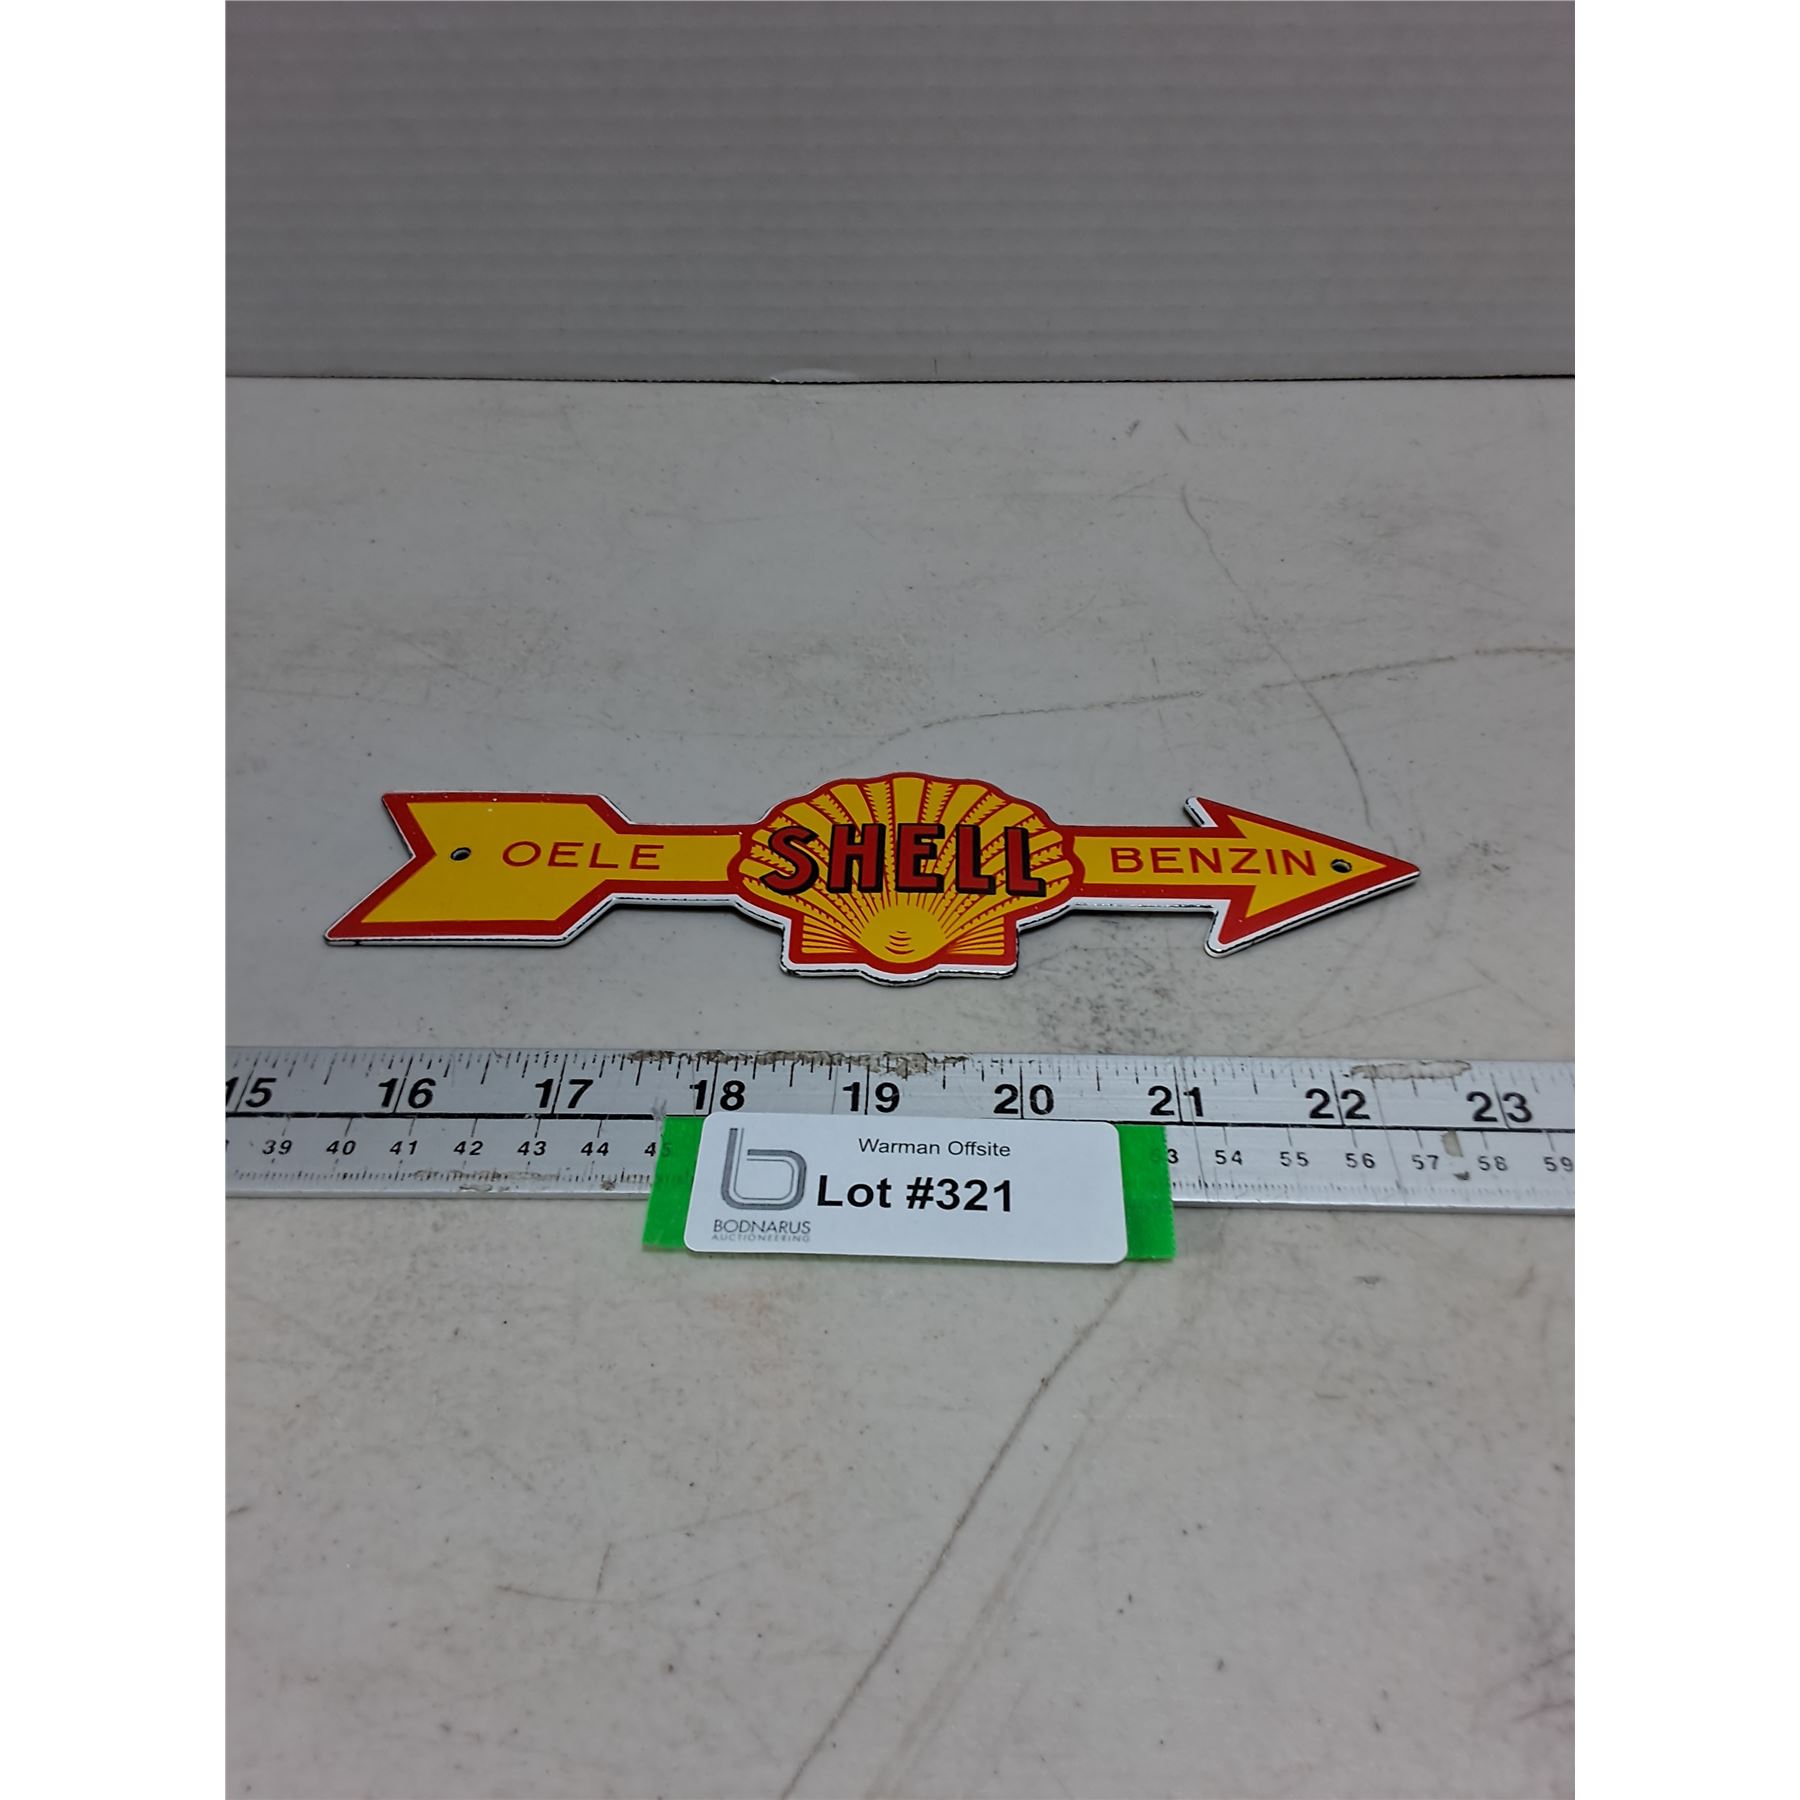 OELE SHELL BENZIN
15 16 17 18 19 20 21 22 23
39 40 41 42 43 44 53 54 55 56 57 58 59
Warman Offsite
Lot #321
BODNARUS
AUCTIONEERING